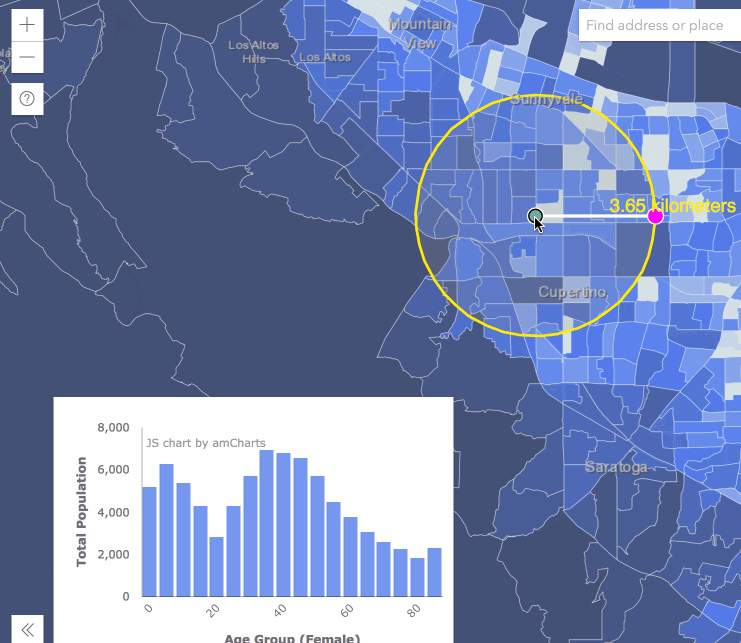 +
Mountain
View
Find address or place
Los Altos
Hills
Los Altos
−
?
Sunnyvale
3.65 kilometers
Cupertino
Saratoga
JS chart by amCharts
Total Population
8,000
6,000
4,000
2,000
0
0
20
40
60
80
Age Group (Female)